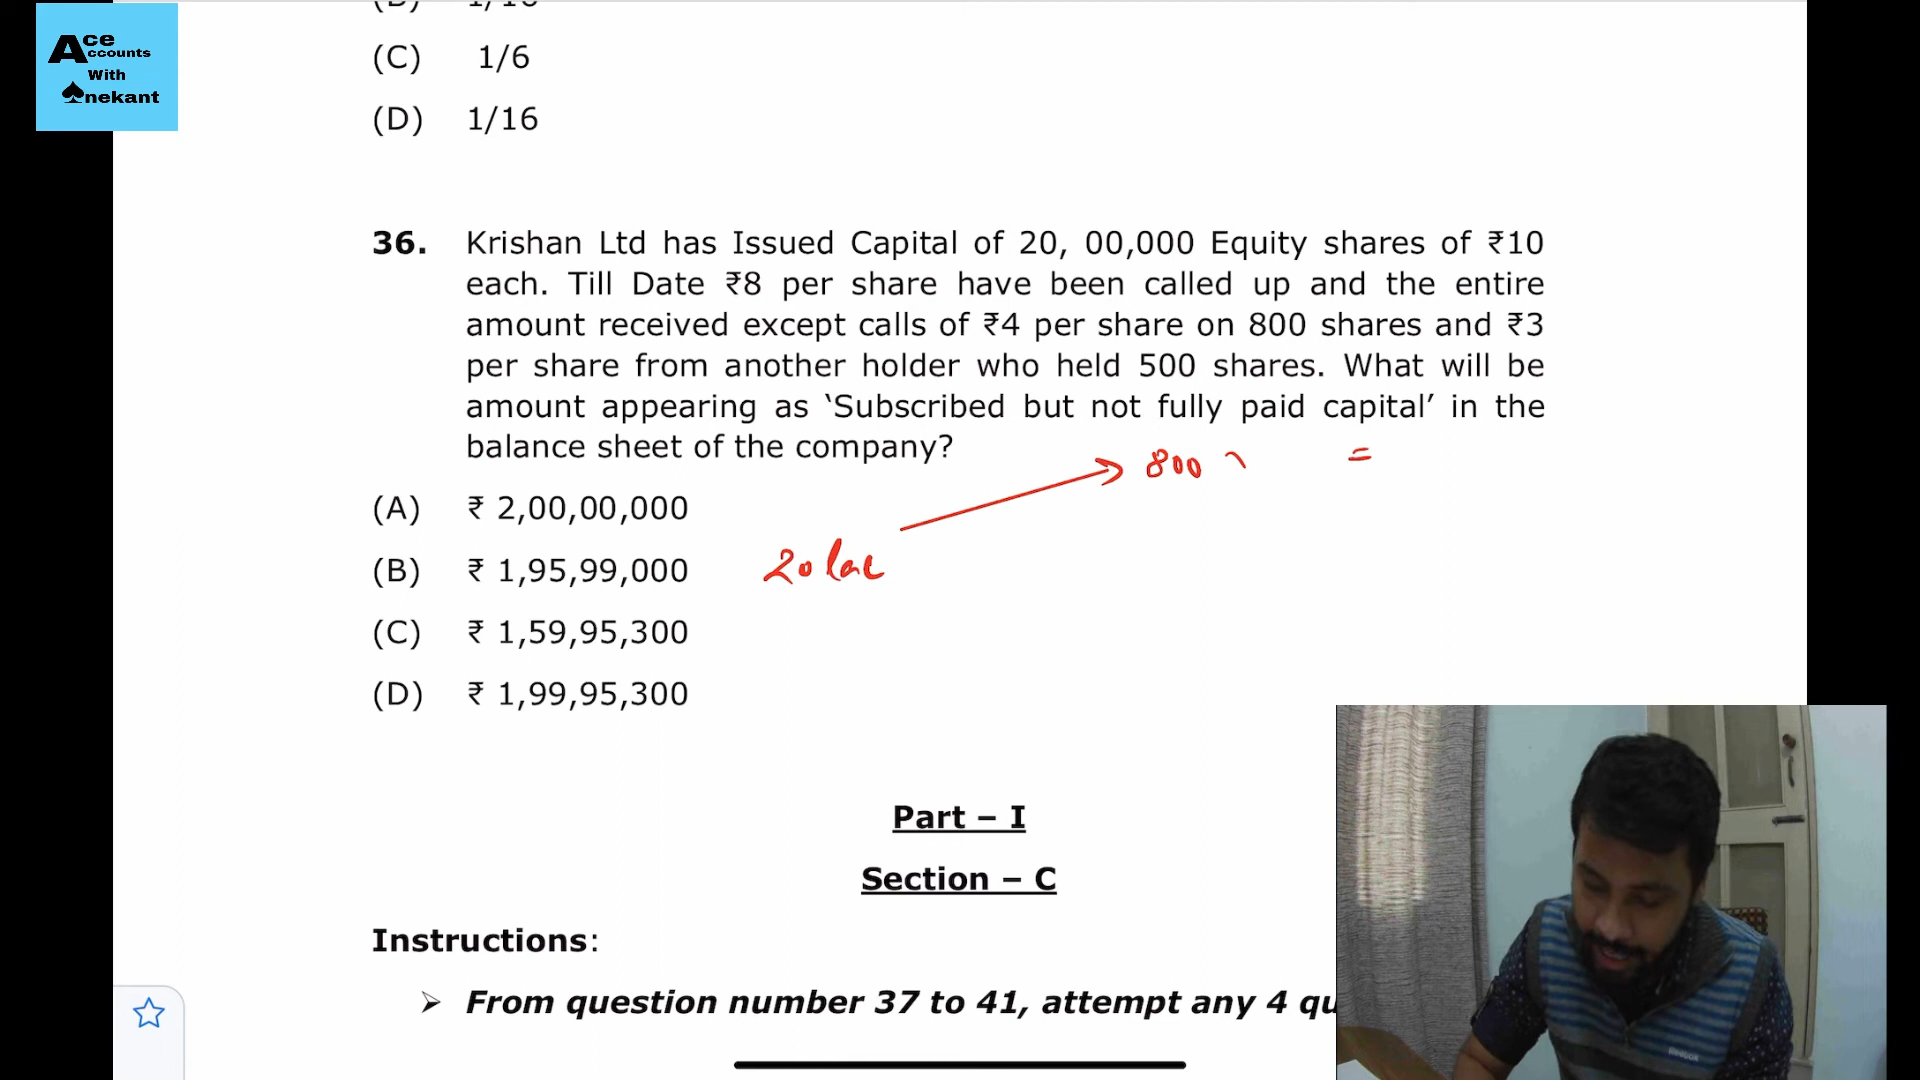 Ace
Accounts
With
Anekant
(C) 1/6
(D) 1/16
36. Krishan Ltd has Issued Capital of 20, 00,000 Equity shares of ₹10
each. Till Date ₹8 per share have been called up and the entire
amount received except calls of ₹4 per share on 800 shares and ₹3
per share from another holder who held 500 shares. What will be
amount appearing as ‘Subscribed but not fully paid capital’ in the
balance sheet of the company?
800 =
(A) ₹ 2,00,00,000
20 lac
(B) ₹ 1,95,99,000
(C) ₹ 1,59,95,300
(D) ₹ 1,99,95,300
Part – I
Section – C
Instructions:
➢ From question number 37 to 41, attempt any 4 qu